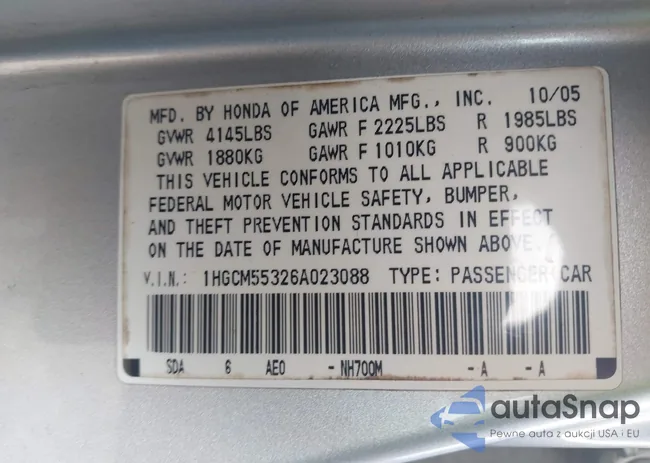 MFD. BY HONDA OF AMERICA MFG., INC. 10/05
GVWR 4145LBS GAWR F 2225LBS R 1985LBS
GVWR 1880KG GAWR F 1010KG R 900KG
THIS VEHICLE CONFORMS TO ALL APPLICABLE
FEDERAL MOTOR VEHICLE SAFETY, BUMPER,
AND THEFT PREVENTION STANDARDS IN EFFECT
ON THE DATE OF MANUFACTURE SHOWN ABOVE.
V.I.N.: 1HGCM55326A023088 TYPE: PASSENGER CAR
SDA 6 AE0 - NH700M - A - A
autaSnap
Pewne auta z aukcji USA i EU